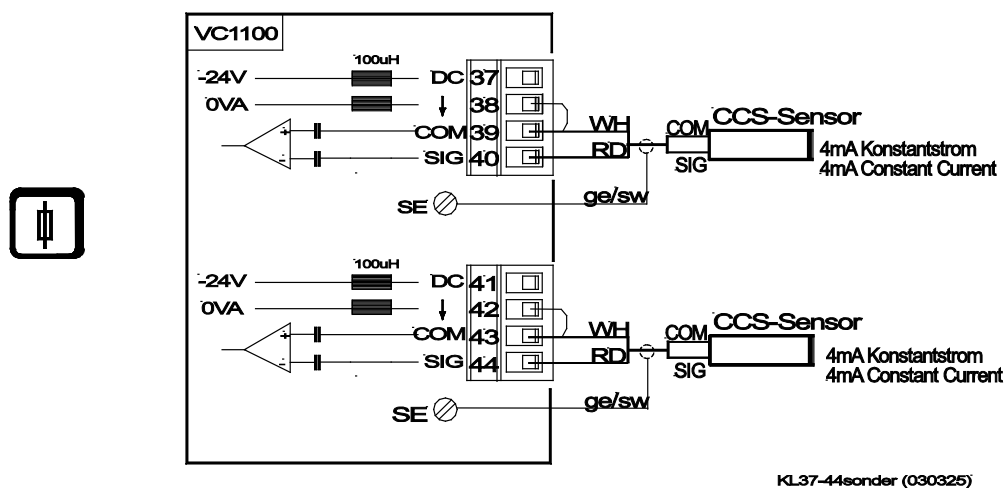 VC1100
100uH
-24V DC 37
0VA 38
COM 39 WH COM CCS-Sensor
SIG 40 RD SIG 4mA Konstantstrom
4mA Constant Current
SE ge/sw
100uH
-24V DC 41
0VA 42
COM 43 WH COM CCS-Sensor
SIG 44 RD SIG 4mA Konstantstrom
4mA Constant Current
SE ge/sw
KL37-44sonder (030325)